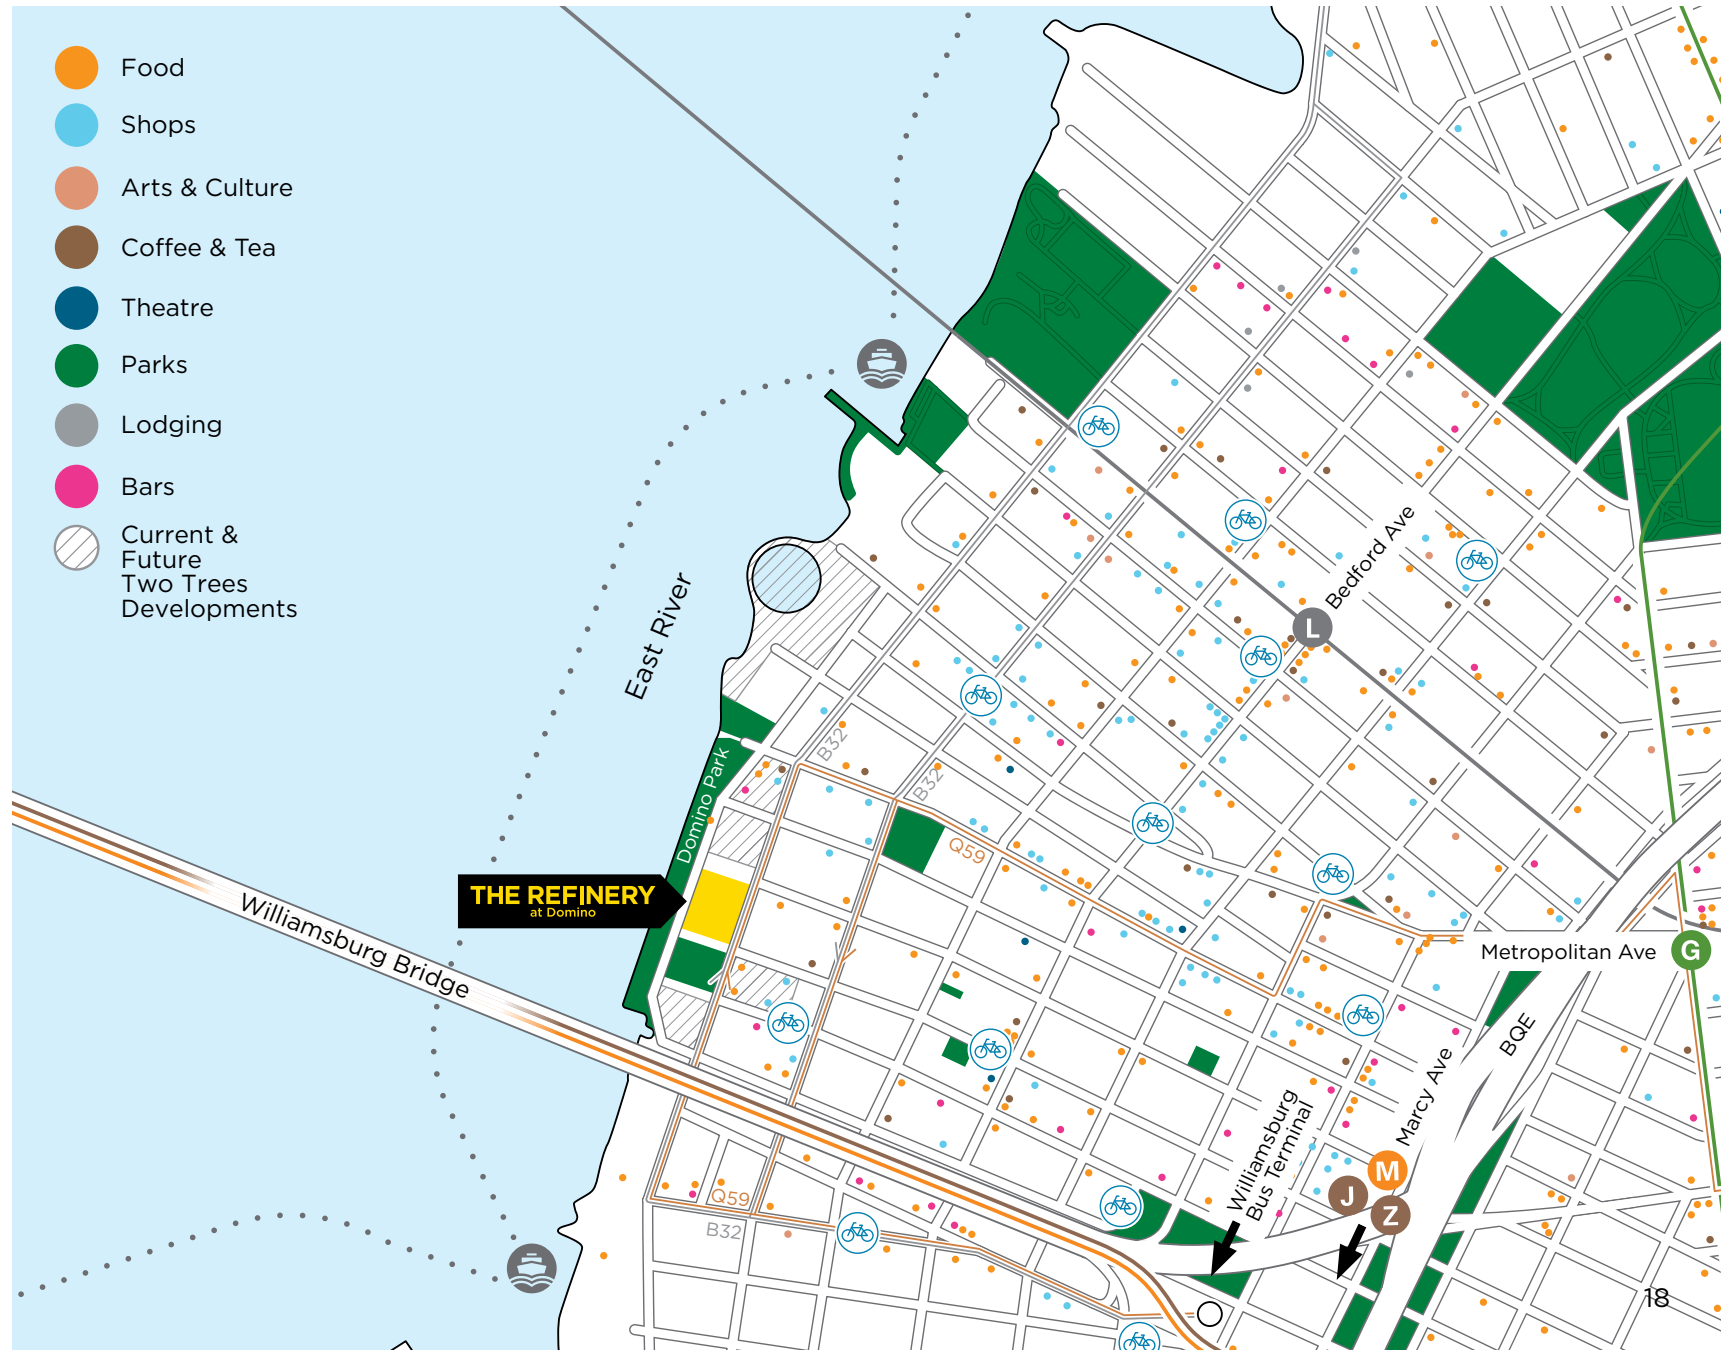 Food
Shops
Arts & Culture
Coffee & Tea
Theatre
Parks
Lodging
Bars
Current &
Future
Two Trees
Developments
East River
Bedford Ave
L
B32
B32
Domino Park
Q59
THE REFINERY
at Domino
Williamsburg Bridge
Metropolitan Ave
G
BQE
Marcy Ave
Williamsburg
Bus Terminal
M
J
Z
Q59
B32
18